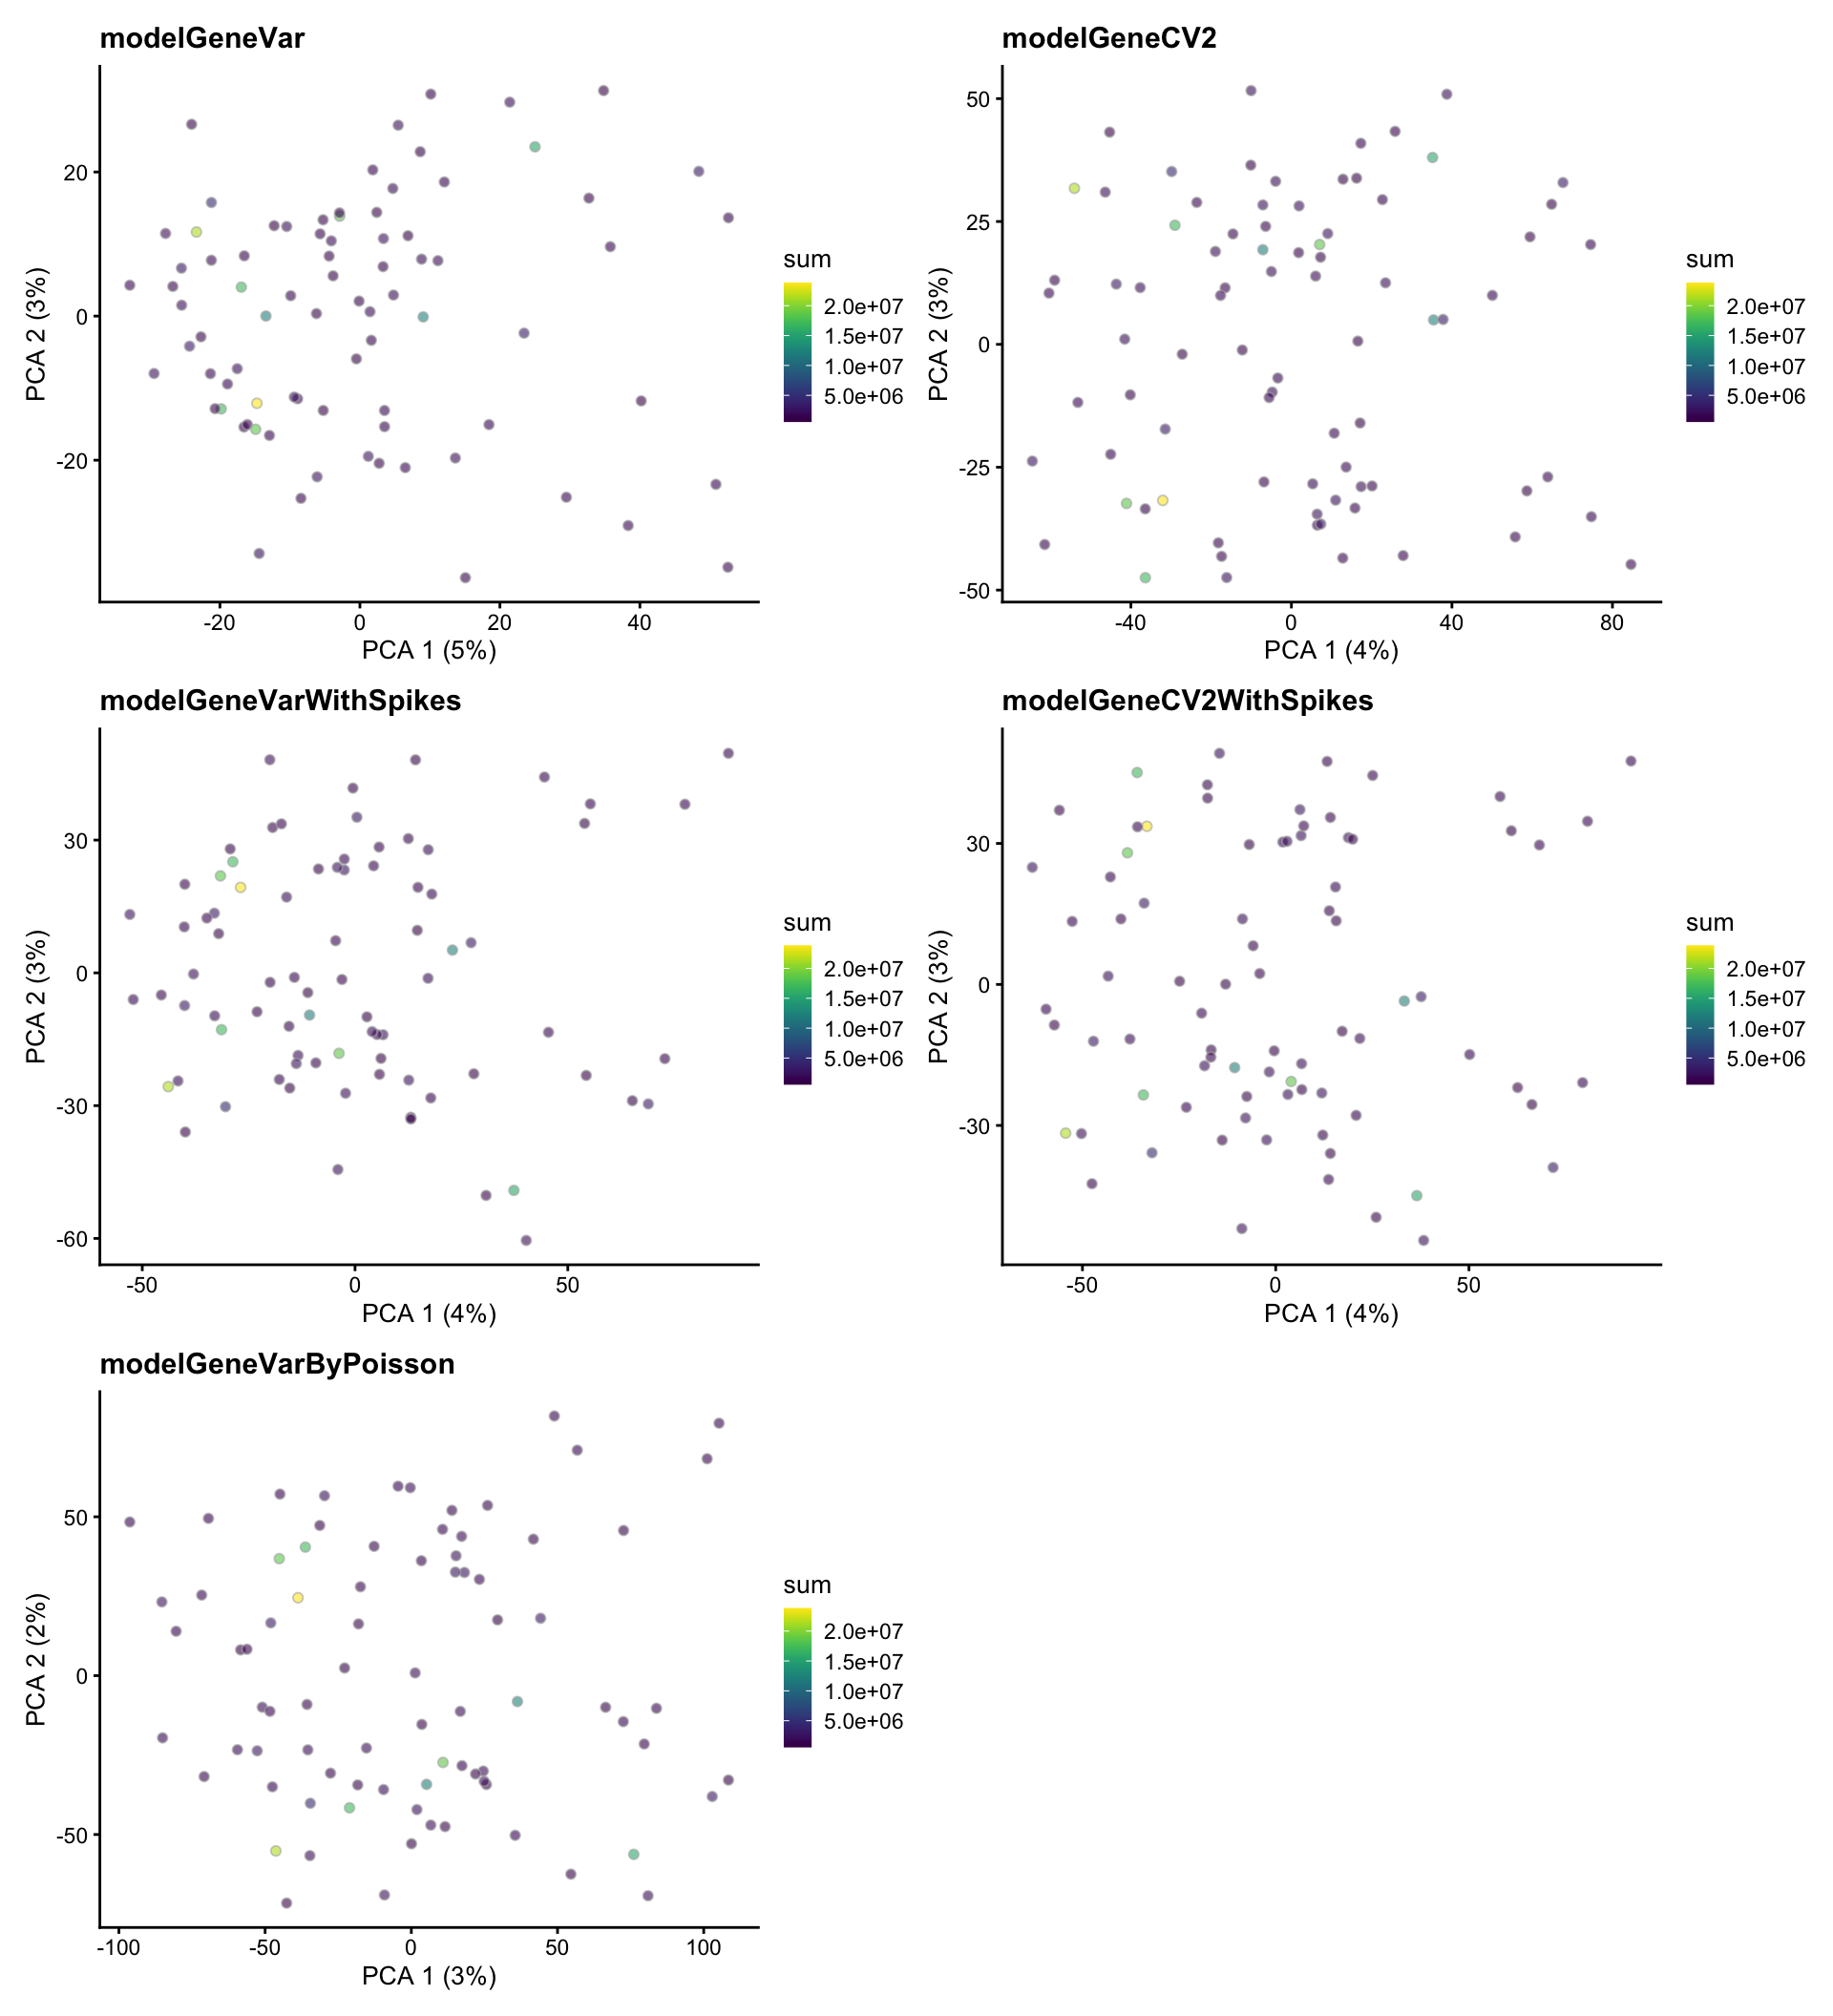 modelGeneVar
20
0
-20
-20
0
20
40
PCA 1 (5%)
PCA 2 (3%)
sum
2.0e+07
1.5e+07
1.0e+07
5.0e+06
modelGeneCV2
50
25
0
-25
-50
-40
0
40
80
PCA 1 (4%)
PCA 2 (3%)
sum
2.0e+07
1.5e+07
1.0e+07
5.0e+06
modelGeneVarWithSpikes
30
0
-30
-60
-50
0
50
PCA 1 (4%)
PCA 2 (3%)
sum
2.0e+07
1.5e+07
1.0e+07
5.0e+06
modelGeneCV2WithSpikes
30
0
-30
-50
0
50
PCA 1 (4%)
PCA 2 (3%)
sum
2.0e+07
1.5e+07
1.0e+07
5.0e+06
modelGeneVarByPoisson
50
0
-50
-100
-50
0
50
100
PCA 1 (3%)
PCA 2 (2%)
sum
2.0e+07
1.5e+07
1.0e+07
5.0e+06